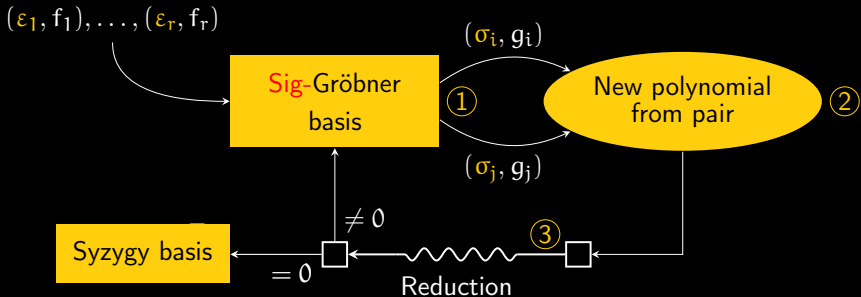 (ε₁, f₁), …, (εᵣ, fᵣ)
Sig-Gröbner
basis
①
(σᵢ, gᵢ)
(σⱼ, gⱼ)
New polynomial
from pair
②
≠ 0
Syzygy basis
= 0
③
Reduction